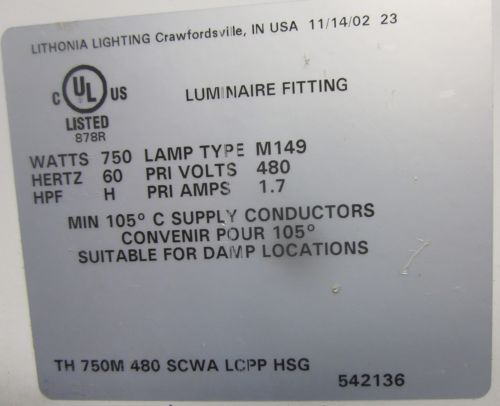 LITHONIA LIGHTING Crawfordsville, IN USA 11/14/02 23
C UL US
LISTED
878R
LUMINAIRE FITTING
WATTS 750 LAMP TYPE M149
HERTZ 60 PRI VOLTS 480
HPF H PRI AMPS 1.7
MIN 105° C SUPPLY CONDUCTORS
CONVENIR POUR 105°
SUITABLE FOR DAMP LOCATIONS
TH 750M 480 SCWA LCPP HSG
542136